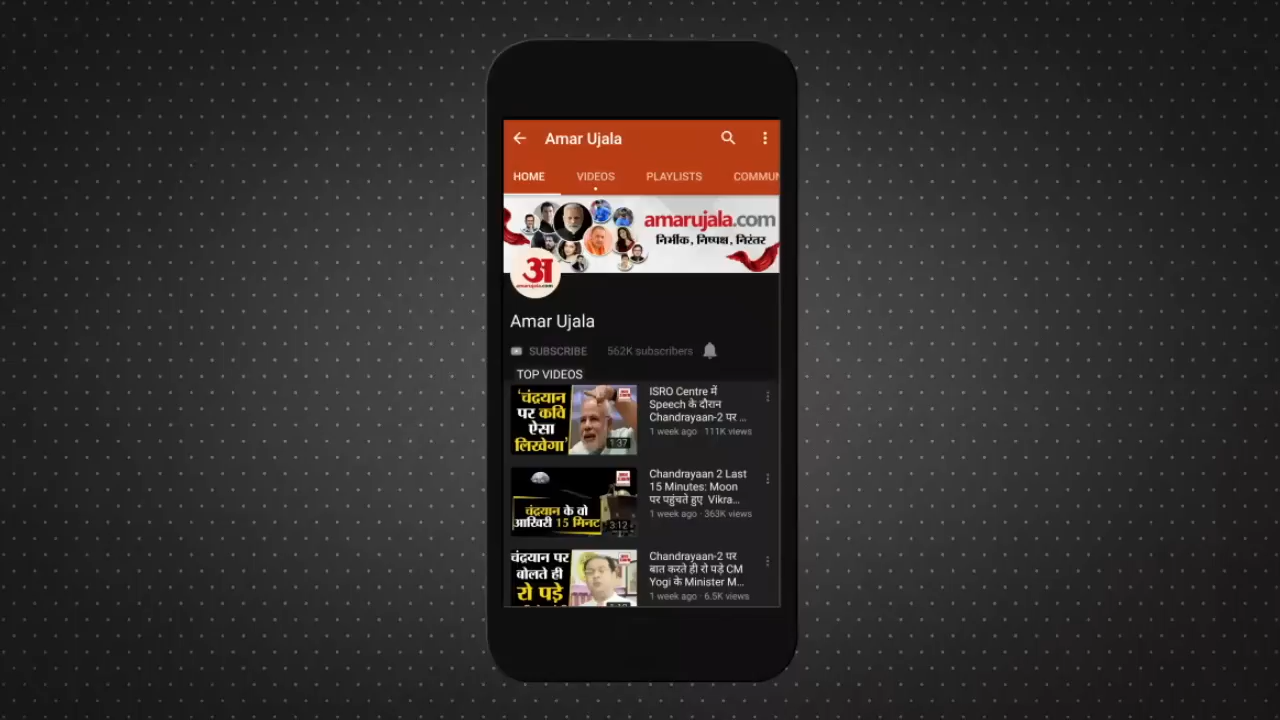 Amar Ujala
HOME VIDEOS PLAYLISTS COMMUN
amarujala.com
निर्भीक, निष्पक्ष, निरंतर
अ
amarujala.com
Amar Ujala
SUBSCRIBE 562K subscribers
TOP VIDEOS
'चंद्रयान
पर कवि
ऐसा
लिखेगा'
1:37
ISRO Centre में
Speech के दौरान
Chandrayaan-2 पर ...
1 week ago · 111K views
चंद्रयान के वो
आखिरी 15 मिनट
3:12
Chandrayaan 2 Last
15 Minutes: Moon
पर पहुंचते हुए Vikra...
1 week ago · 363K views
चंद्रयान पर
बोलते ही
रो पड़े
Chandrayaan-2 पर
बात करते ही रो पड़े CM
Yogi के Minister M...
1 week ago · 6.5K views